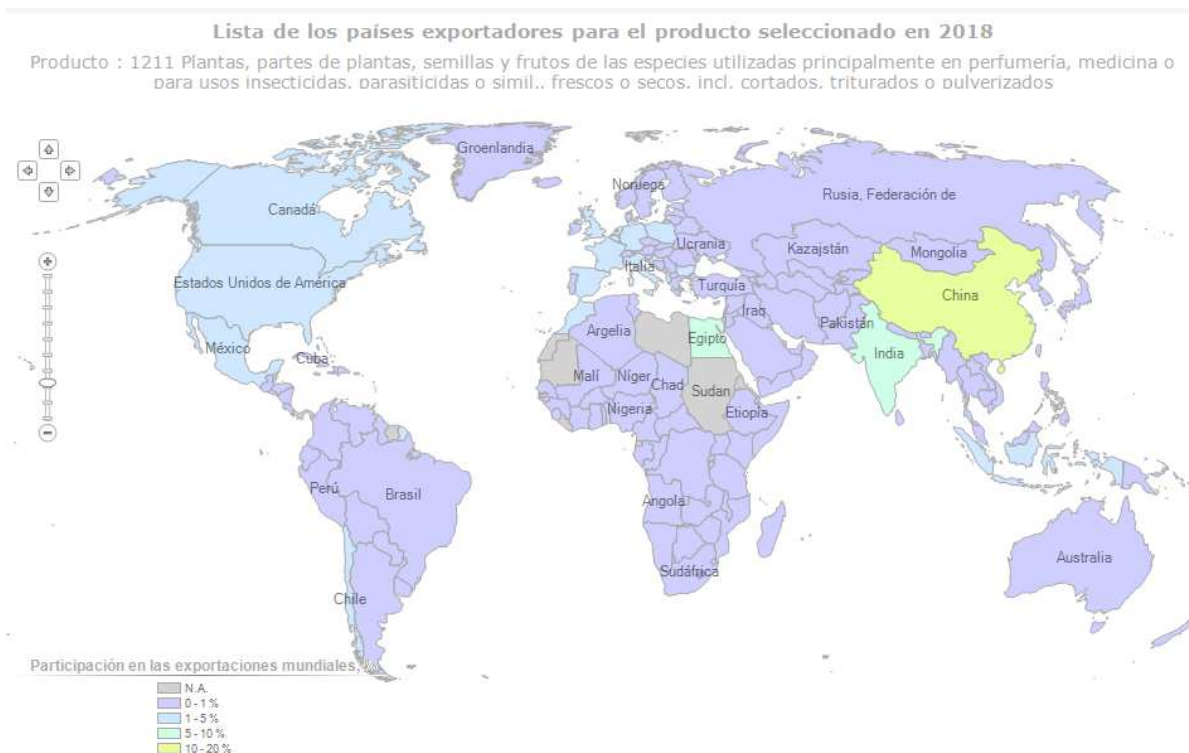 Lista de los países exportadores para el producto seleccionado en 2018
Producto : 1211 Plantas, partes de plantas, semillas y frutos de las especies utilizadas principalmente en perfumería, medicina o
para usos insecticidas, parasiticidas o simil., frescos o secos, incl. cortados, triturados o pulverizados
Groenlandia
Noruega
Rusia, Federación de
Canadá
Ucrania
Kazajstán
Mongolia
Italia
Estados Unidos de América
Turquía
China
Iraq
Pakistán
Argelia
Egipto
México
India
Cuba
Malí
Níger
Chad
Sudan
Nigeria
Etiopía
Perú
Brasil
Angola
Australia
Sudáfrica
Chile
Participación en las exportaciones mundiales, %
N.A.
0 - 1 %
1 - 5 %
5 - 10 %
10 - 20 %